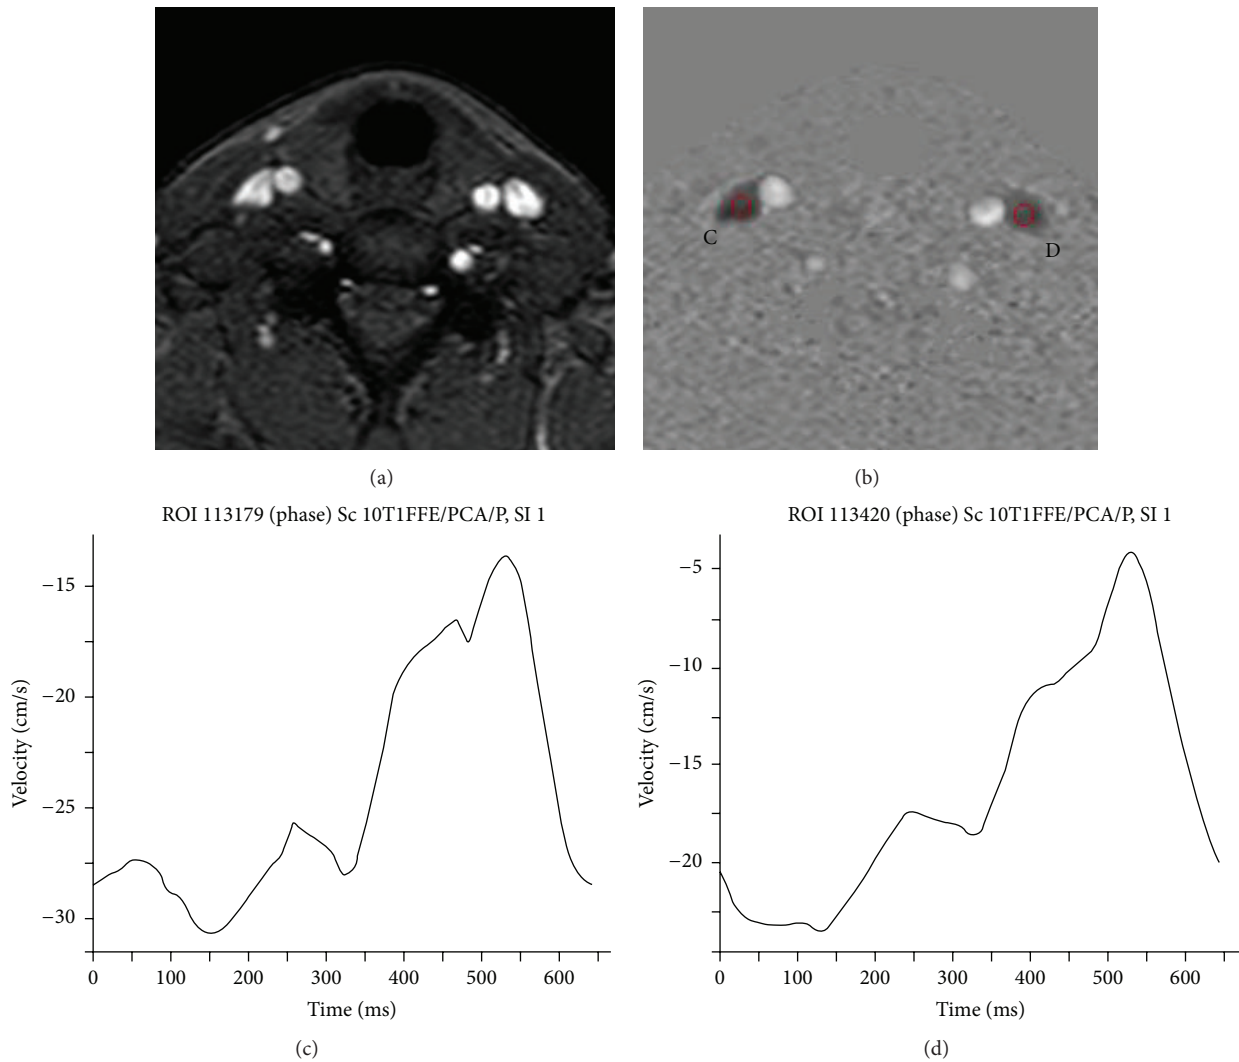 C
D
(a)
(b)
ROI 113179 (phase) Sc 10T1FFE/PCA/P, SI 1
−15
−20
−25
−30
Velocity (cm/s)
0 100 200 300 400 500 600
Time (ms)
(c)
ROI 113420 (phase) Sc 10T1FFE/PCA/P, SI 1
−5
−10
−15
−20
Velocity (cm/s)
0 100 200 300 400 500 600
Time (ms)
(d)